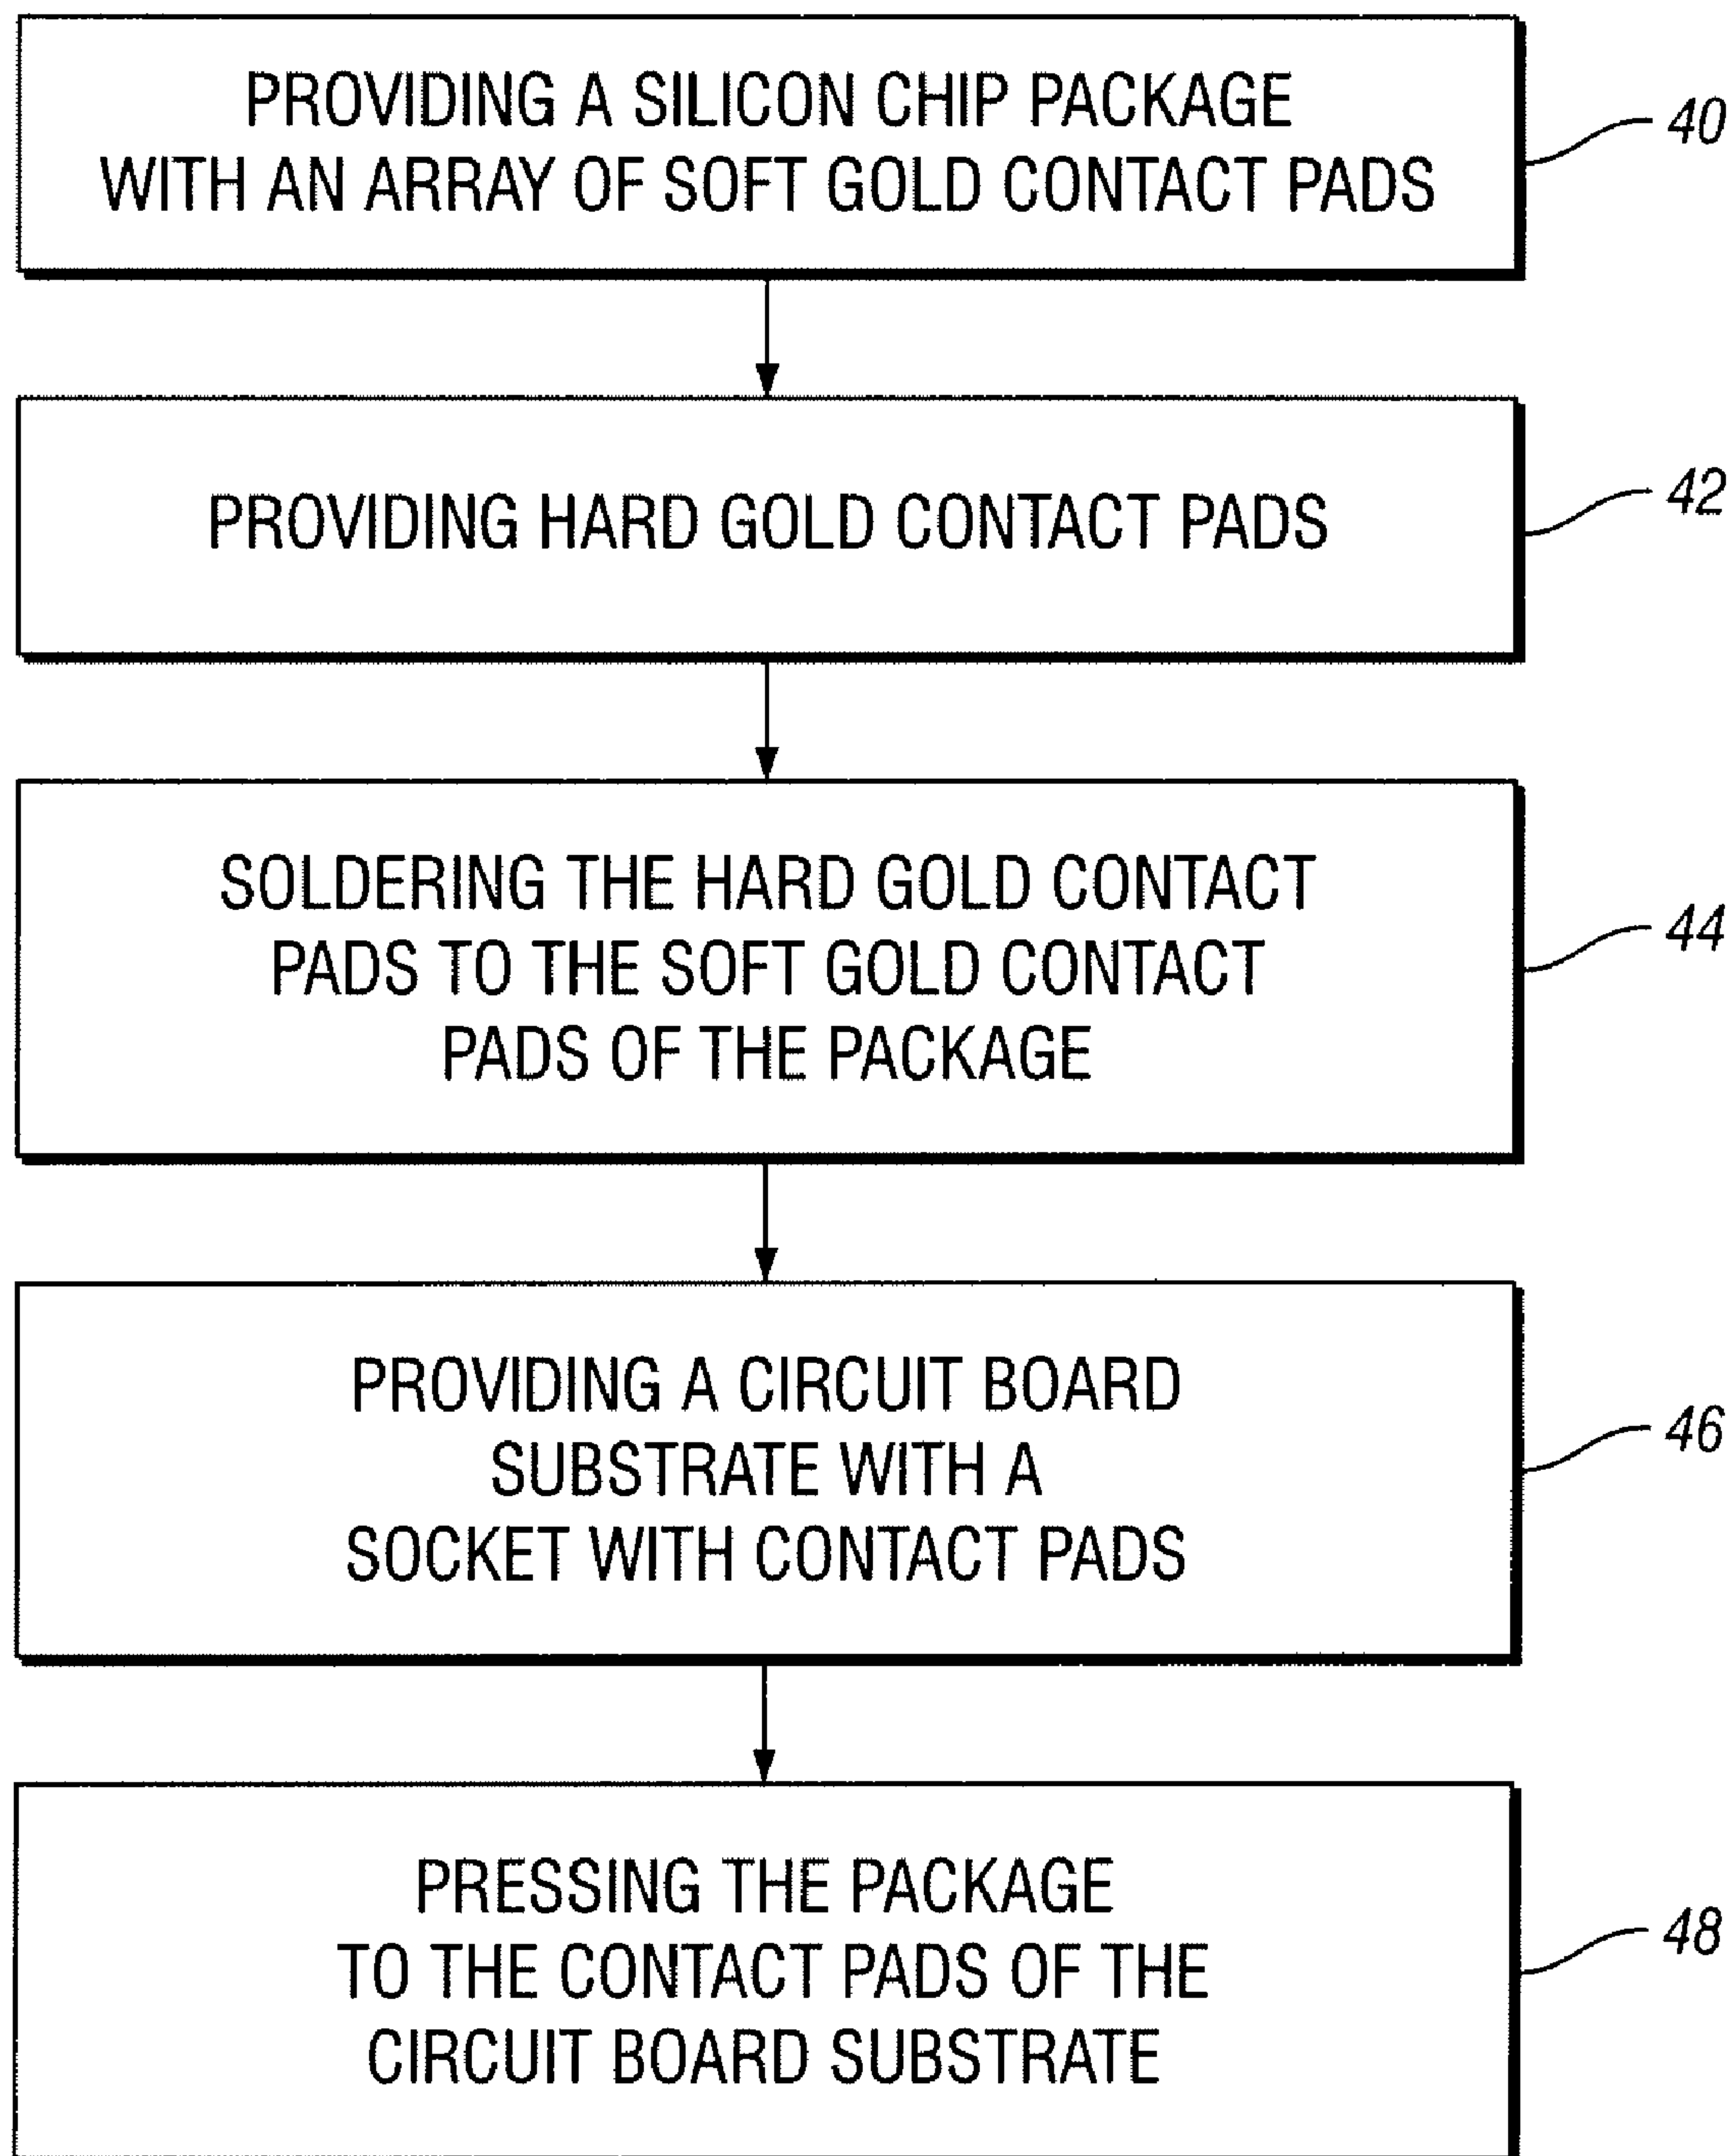 PROVIDING A SILICON CHIP PACKAGE
WITH AN ARRAY OF SOFT GOLD CONTACT PADS
40
PROVIDING HARD GOLD CONTACT PADS
42
SOLDERING THE HARD GOLD CONTACT
PADS TO THE SOFT GOLD CONTACT
PADS OF THE PACKAGE
44
PROVIDING A CIRCUIT BOARD
SUBSTRATE WITH A
SOCKET WITH CONTACT PADS
46
PRESSING THE PACKAGE
TO THE CONTACT PADS OF THE
CIRCUIT BOARD SUBSTRATE
48